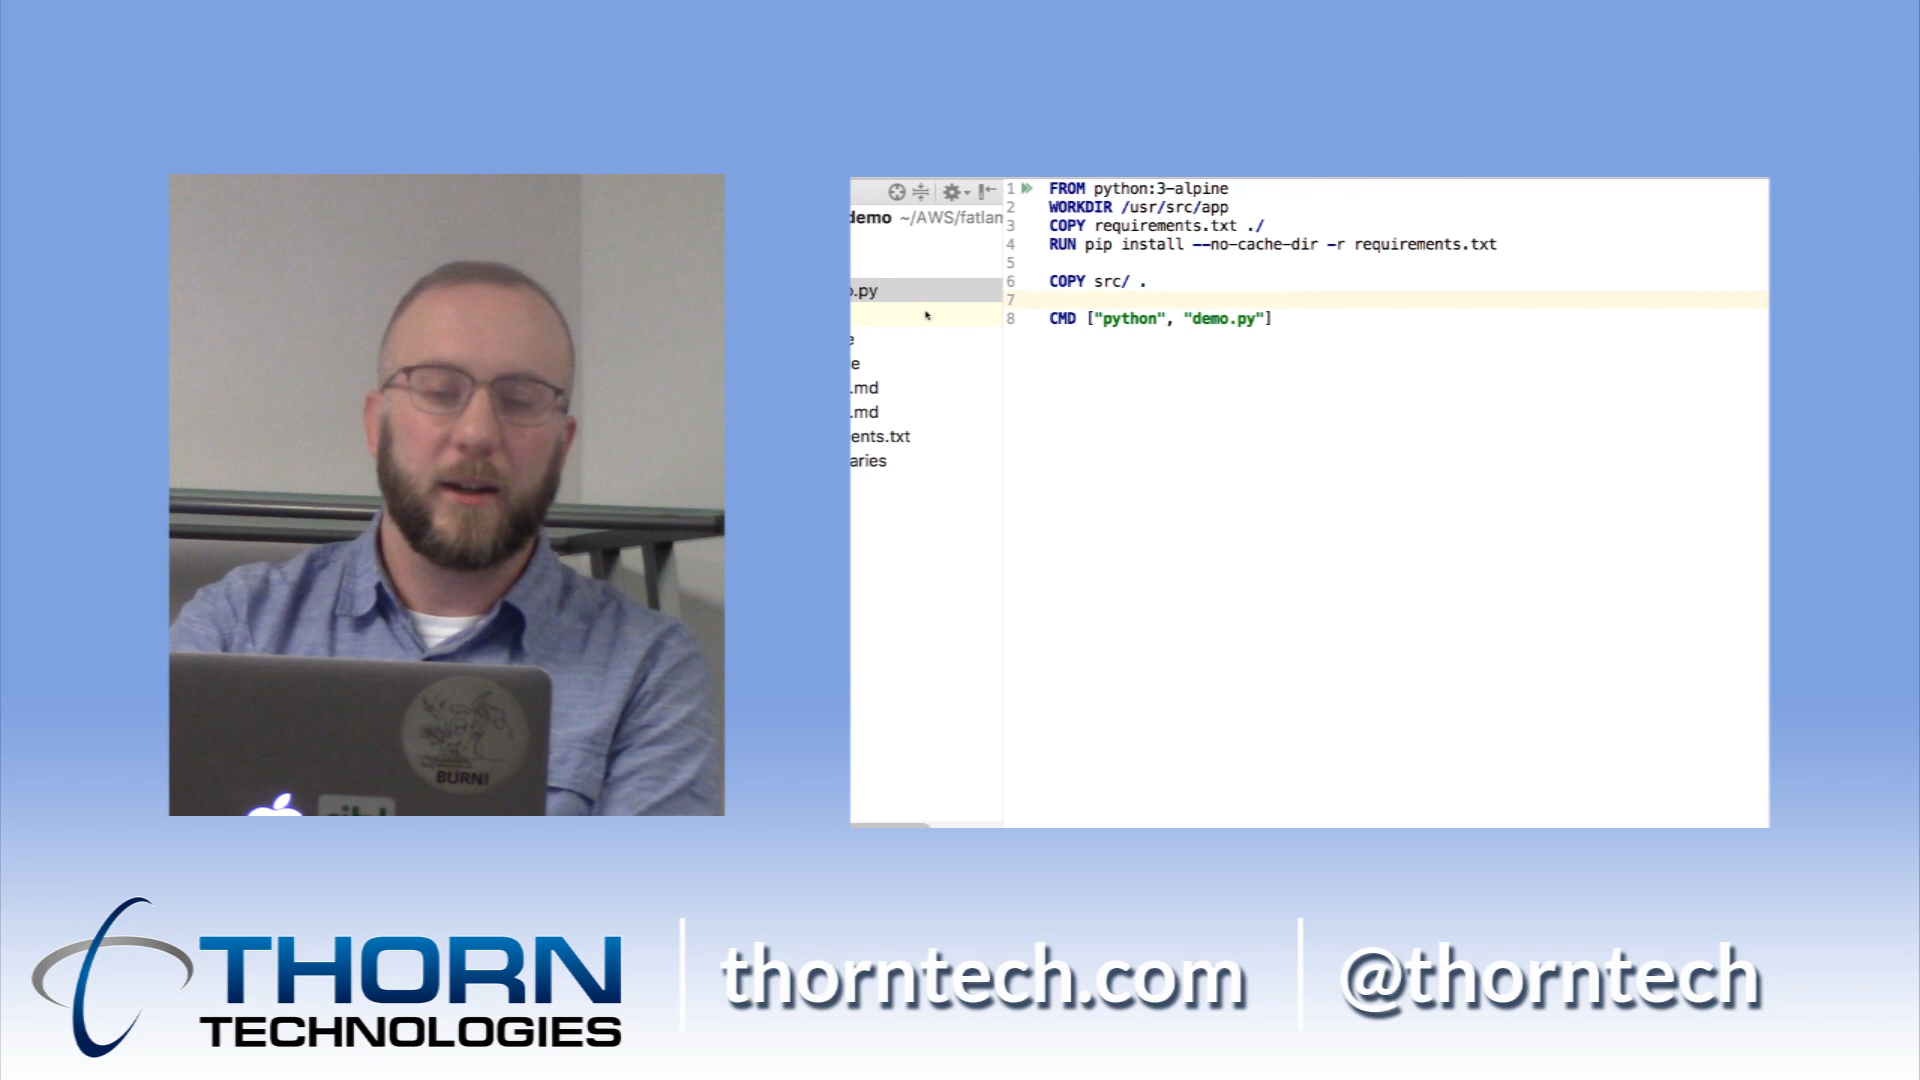 demo ~/AWS/fatlam
.py
e
e
.md
.md
ents.txt
aries
1 FROM python:3-alpine
2 WORKDIR /usr/src/app
3 COPY requirements.txt ./
4 RUN pip install --no-cache-dir -r requirements.txt
5
6 COPY src/ .
7
8 CMD ["python", "demo.py"]
BURN!
THORN
TECHNOLOGIES
thorntech.com
@thorntech